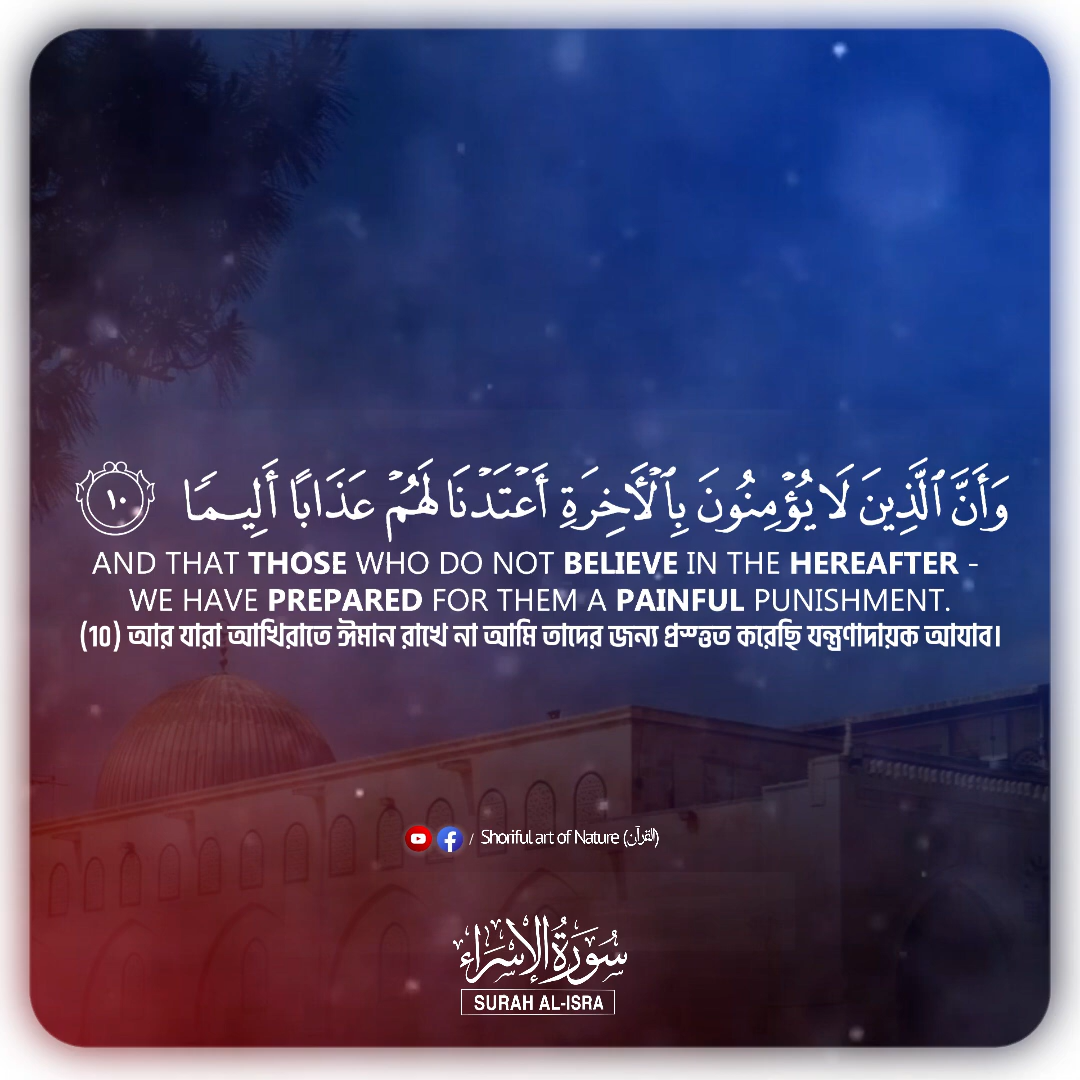 وَأَنَّ ٱلَّذِينَ لَا يُؤْمِنُونَ بِٱلْأَخِرَةِ أَعْتَدْنَا لَهُمْ عَذَابًا أَلِيمًا ١٠
AND THAT THOSE WHO DO NOT BELIEVE IN THE HEREAFTER -
WE HAVE PREPARED FOR THEM A PAINFUL PUNISHMENT.
(10) আর যারা আখিরাতে ঈমান রাখে না আমি তাদের জন্য প্রস্তুত করেছি যন্ত্রণাদায়ক আযাব।
/ Shoriful art of Nature (القرآن)
سُورَةُ الإِسْرَاء
SURAH AL-ISRA